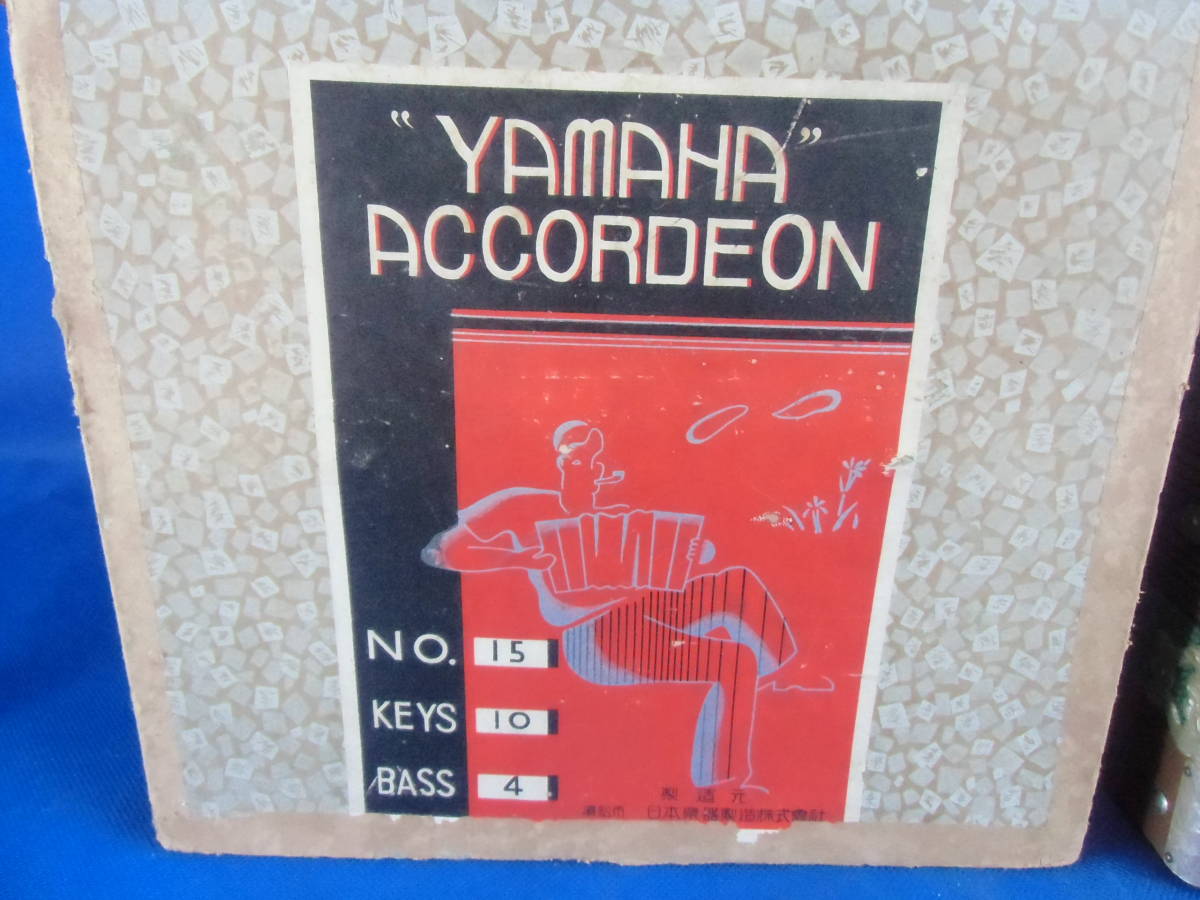 "YAMAHA"
ACCORDEON
NO. 15
KEYS 10
BASS 4
製造元
濱松市 日本樂器製造株式會社